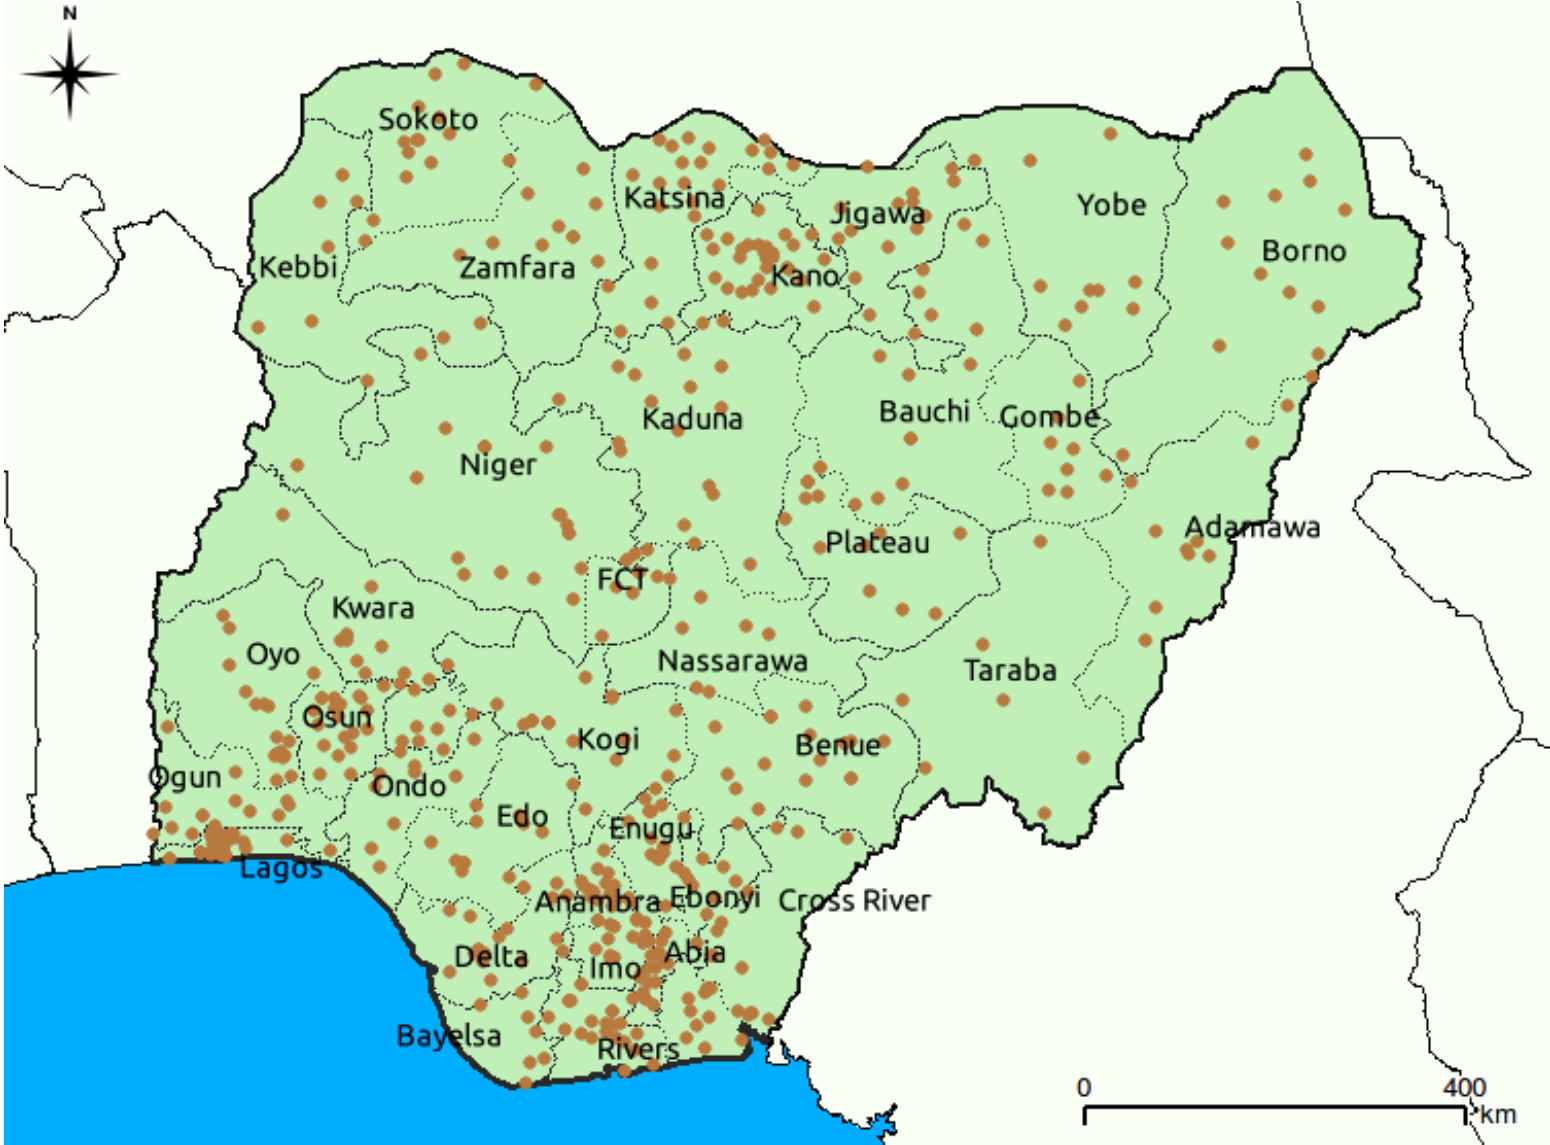 N
Sokoto
Katsina
Jigawa
Yobe
Borno
Kebbi
Zamfara
Kano
Kaduna
Bauchi
Gombe
Niger
Adamawa
Plateau
FCT
Kwara
Oyo
Nassarawa
Taraba
Osun
Kogi
Benue
Ogun
Ondo
Edo
Enugu
Lagos
Anambra
Ebonyi
Cross River
Delta
Imo
Abia
Bayelsa
Rivers
0 400
km